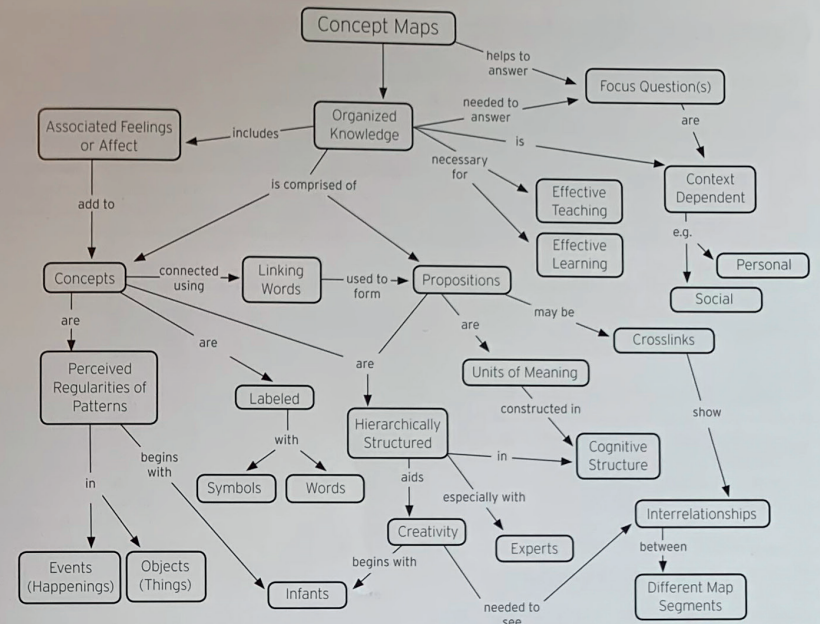 Concept Maps
helps to
answer
Focus Question(s)
Organized
Knowledge
needed to
answer
are
Associated Feelings
or Affect
includes
is
necessary
for
Context
Dependent
is comprised of
Effective
Teaching
add to
e.g.
Effective
Learning
Personal
Social
Concepts
connected
using
Linking
Words
used to
form
Propositions
are
are
are
are
may be
Crosslinks
Perceived
Regularities of
Patterns
Labeled
Units of Meaning
with
Symbols
Words
Hierarchically
Structured
constructed in
show
begins
with
in
in
Cognitive
Structure
aids
especially with
Creativity
Experts
Interrelationships
between
Events
(Happenings)
Objects
(Things)
begins with
Infants
needed to
see
Different Map
Segments